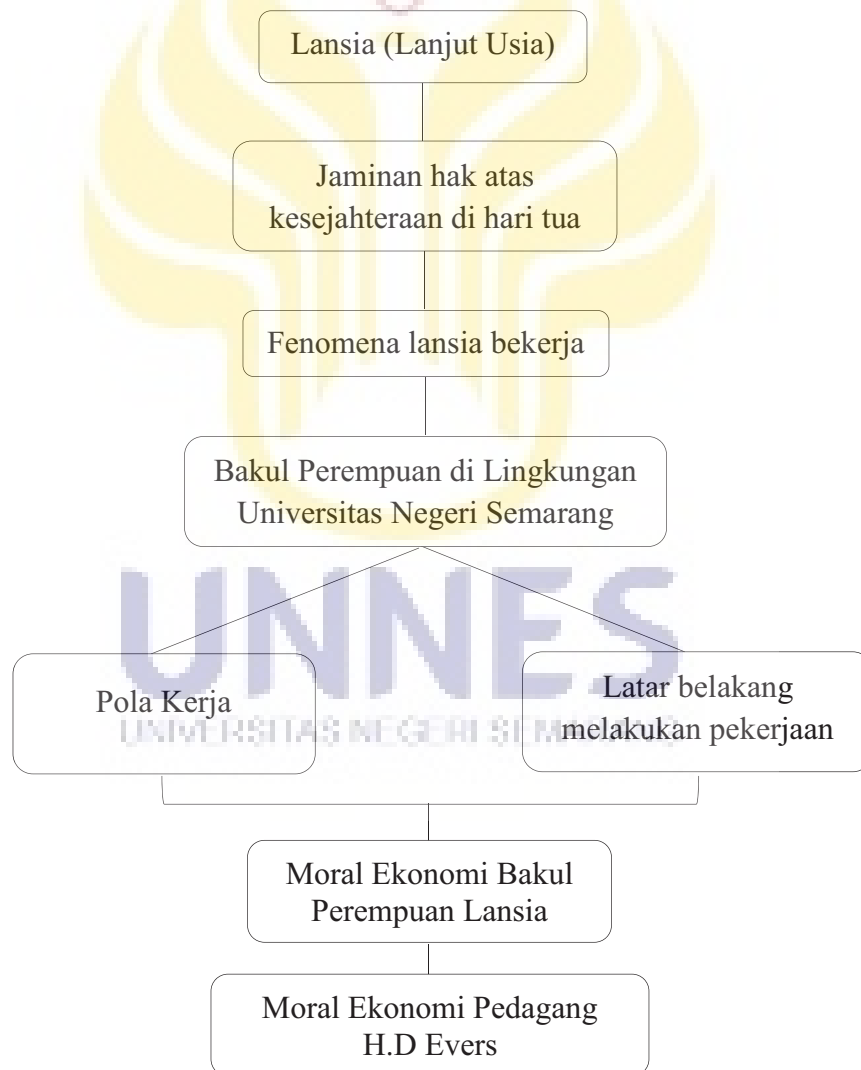 Lansia (Lanjut Usia)
Jaminan hak atas
kesejahteraan di hari tua
Fenomena lansia bekerja
Bakul Perempuan di Lingkungan
Universitas Negeri Semarang
UNNES
UNIVERSITAS NEGERI SEMARANG
Pola Kerja
Latar belakang
melakukan pekerjaan
Moral Ekonomi Bakul
Perempuan Lansia
Moral Ekonomi Pedagang
H.D Evers